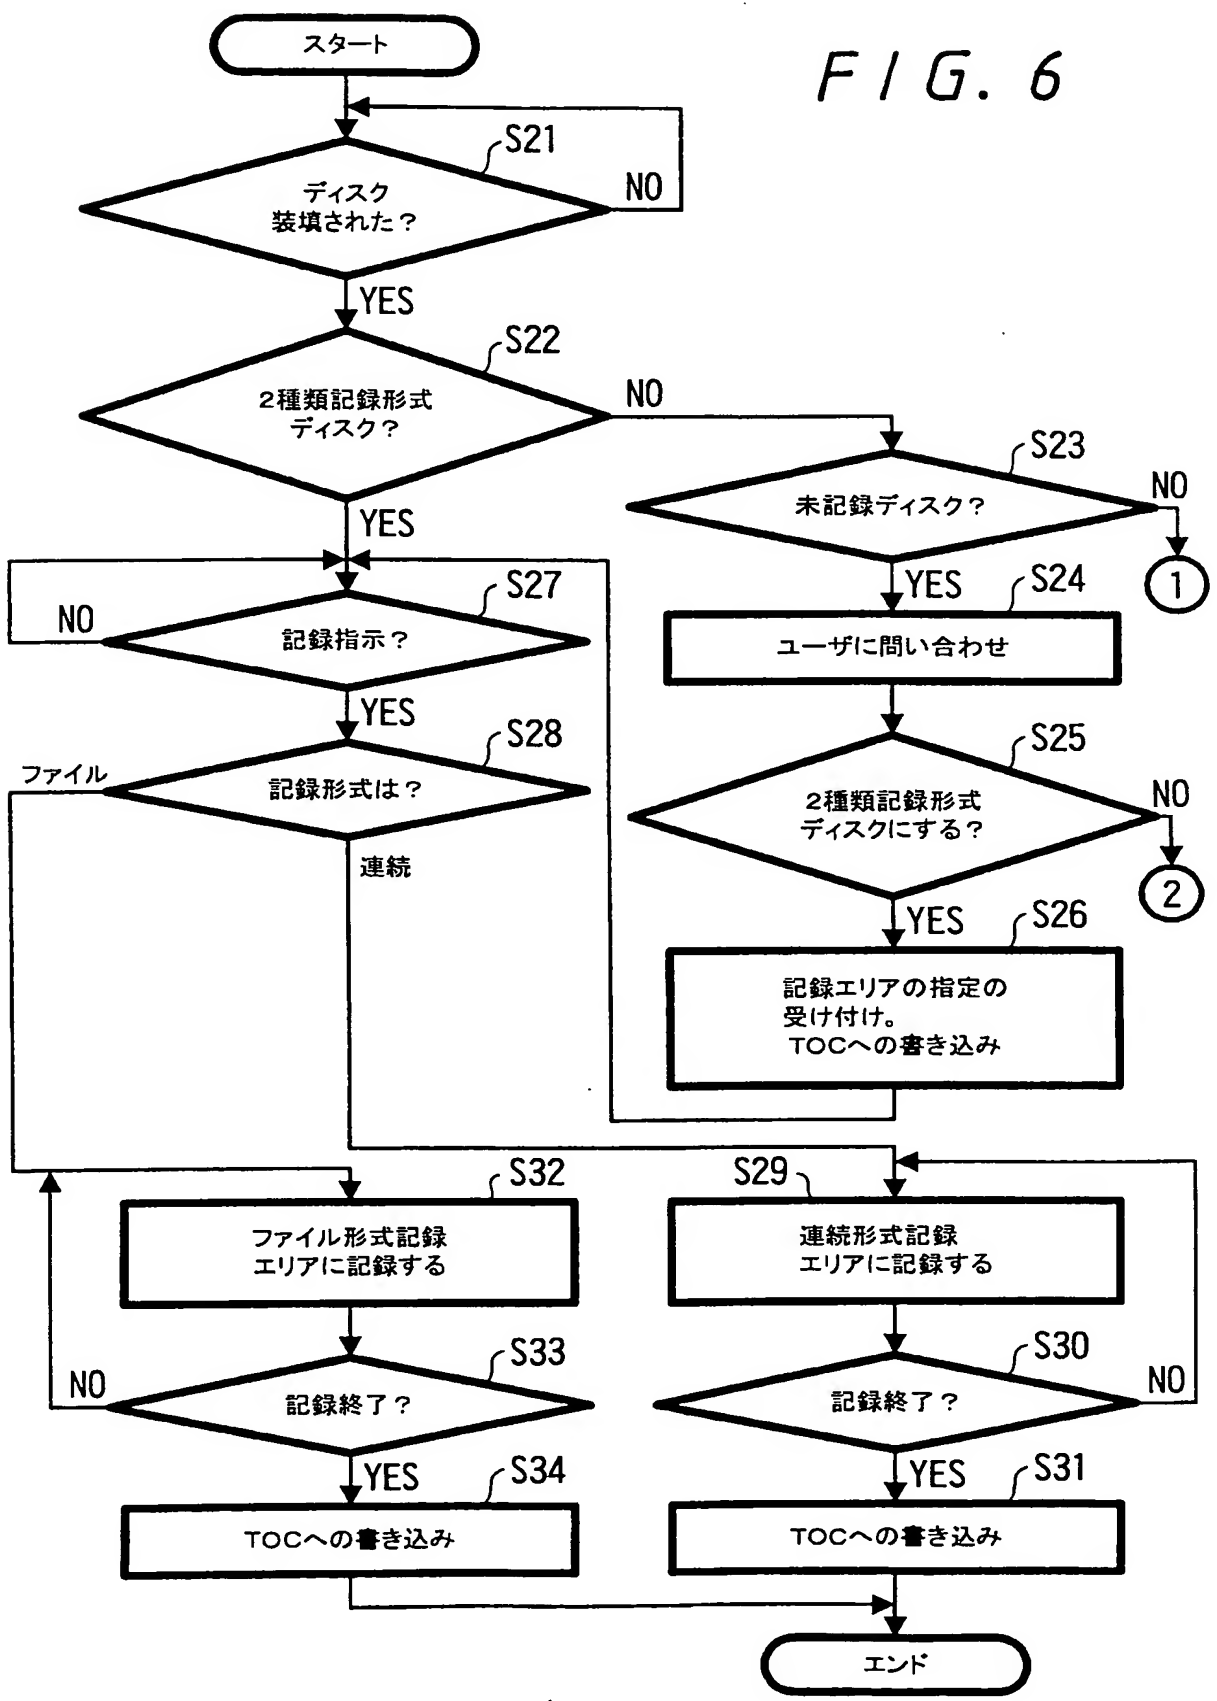 FIG. 6
スタート
S21
ディスク
装填された?
NO
YES
S22
2種類記録形式
ディスク?
NO
YES
S23
未記録ディスク?
NO
1
YES
S24
ユーザに問い合わせ
S25
2種類記録形式
ディスクにする?
NO
2
YES
S26
記録エリアの指定の
受け付け。
TOCへの書き込み
S27
記録指示?
NO
YES
S28
記録形式は?
ファイル
連続
S32
ファイル形式記録
エリアに記録する
S33
記録終了?
NO
YES
S34
TOCへの書き込み
S29
連続形式記録
エリアに記録する
S30
記録終了?
NO
YES
S31
TOCへの書き込み
エンド